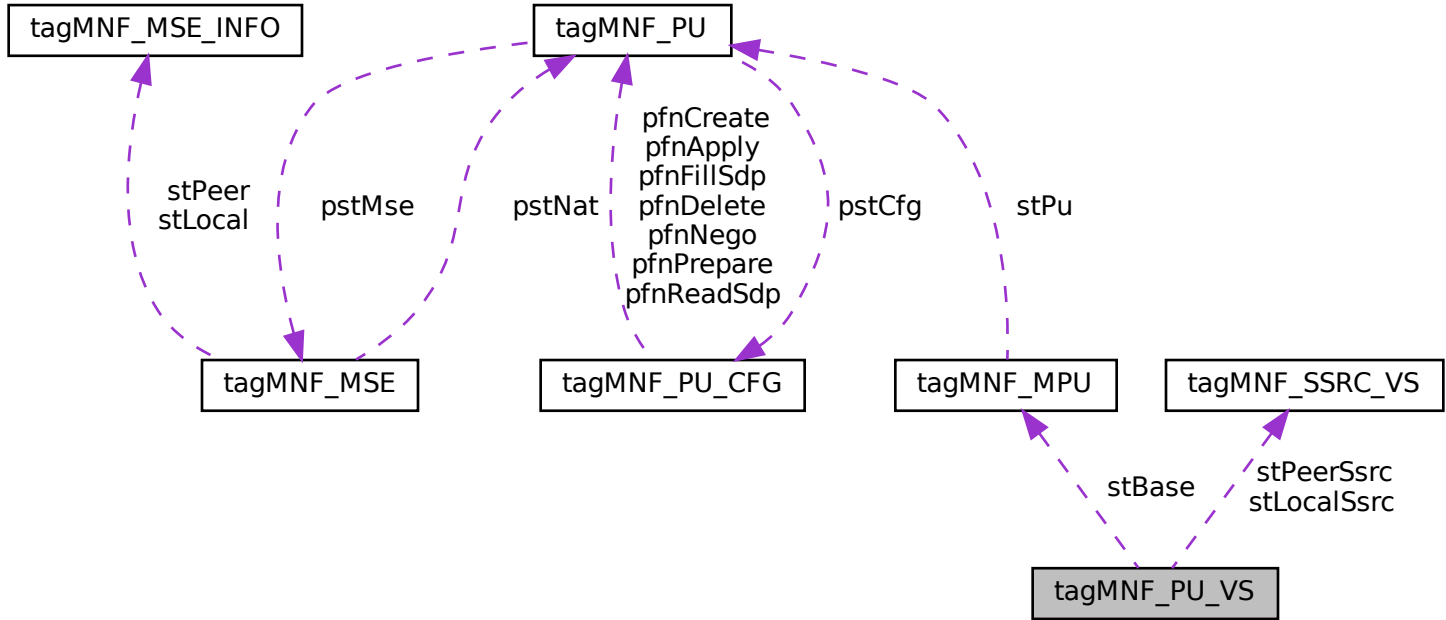 tagMNF_MSE_INFO
tagMNF_PU
stPeer
stLocal
pstMse
pstNat
pfnCreate
pfnApply
pfnFillSdp
pfnDelete
pfnNego
pfnPrepare
pfnReadSdp
pstCfg
stPu
tagMNF_MSE
tagMNF_PU_CFG
tagMNF_MPU
tagMNF_SSRC_VS
stBase
stPeerSsrc
stLocalSsrc
tagMNF_PU_VS